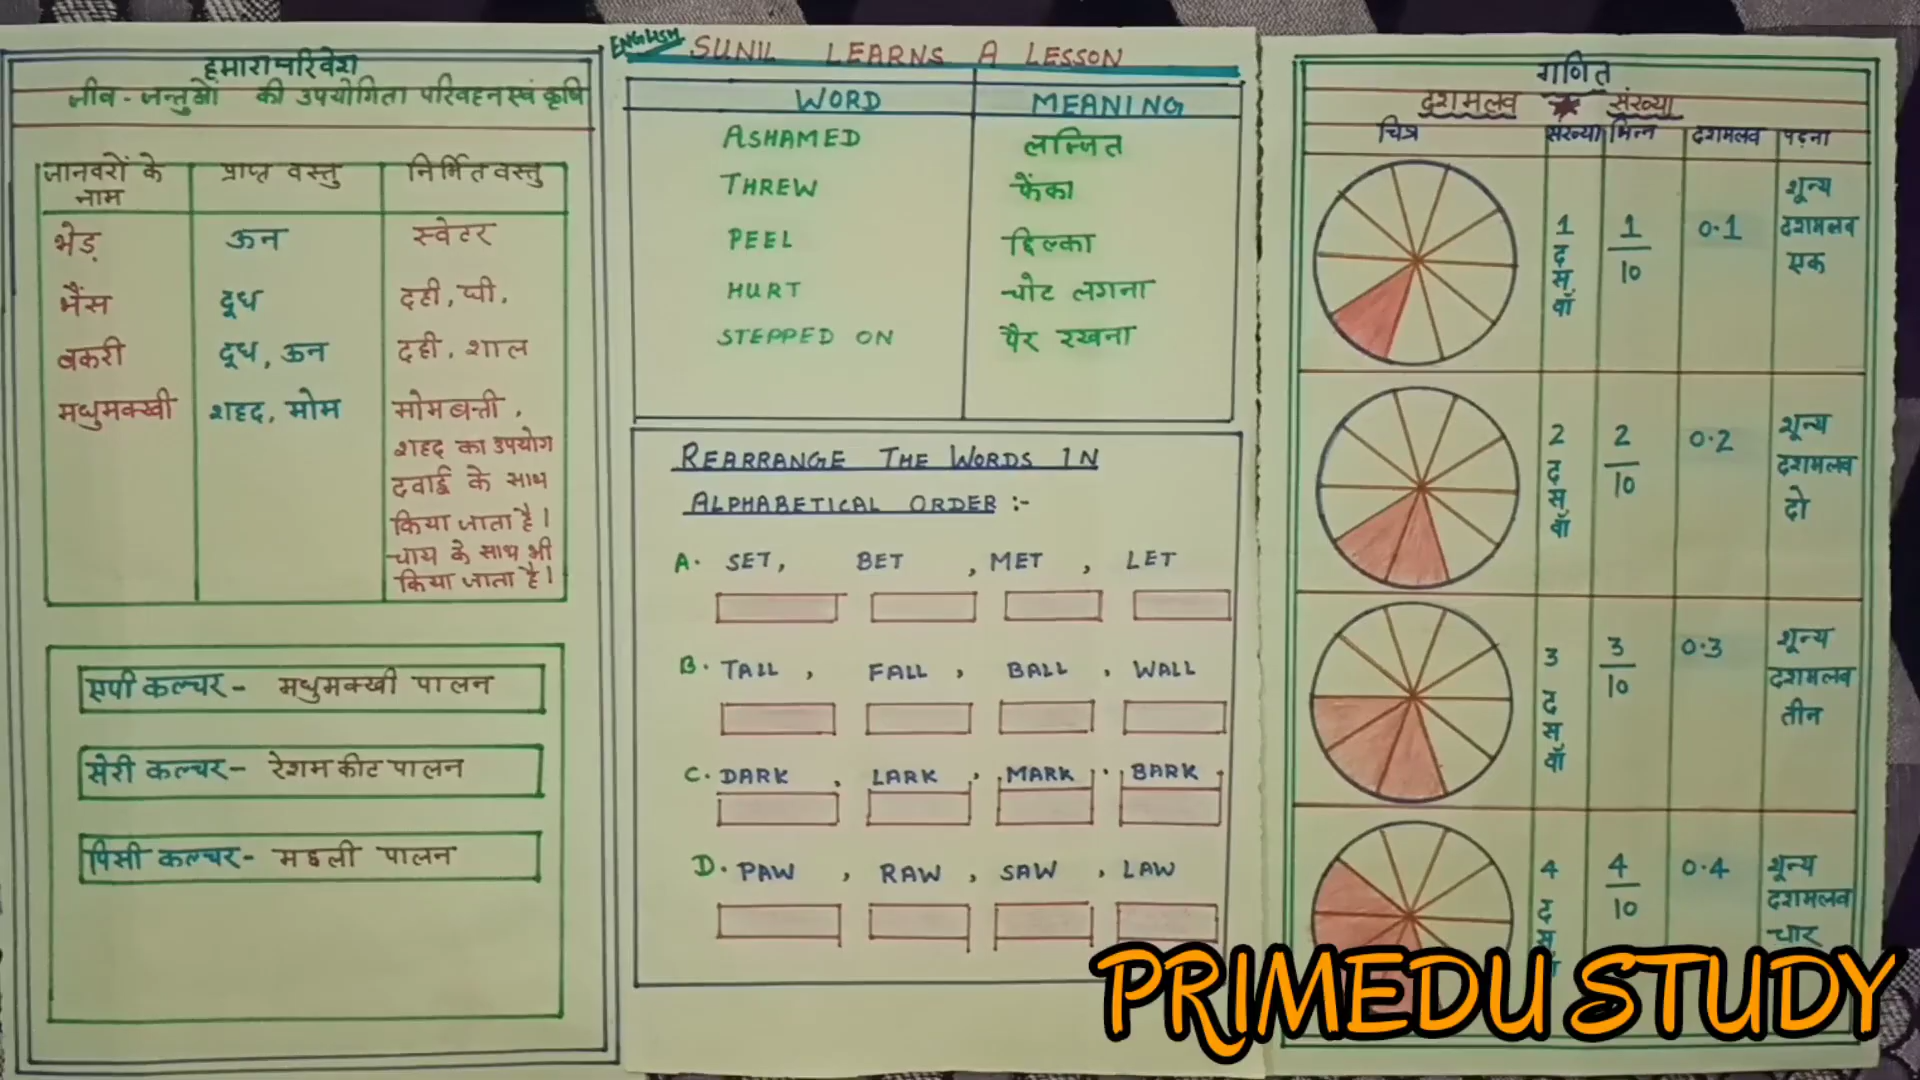 हमारा परिवेश
जीव-जन्तुओं की उपयोगिता परिवहन एवं कृषि
जानवरों के नाम	प्राप्त वस्तु	निर्मित वस्तु
भेड़	ऊन	स्वेटर
भैंस	दूध	दही, घी,
बकरी	दूध, ऊन	दही, शाल
मधुमक्खी	शहद, मोम	मोमबत्ती,
शहद का उपयोग
दवाई के साथ
किया जाता है।
चाय के साथ भी
किया जाता है।
एपी कल्चर- मधुमक्खी पालन
सेरी कल्चर- रेशम कीट पालन
पिसी कल्चर- मछली पालन
ENGLISH
SUNIL LEARNS A LESSON
WORD	MEANING
ASHAMED	लज्जित
THREW	फेंका
PEEL	छिल्का
HURT	चोट लगना
STEPPED ON	पैर रखना
REARRANGE THE WORDS IN
ALPHABETICAL ORDER :-
A. SET, BET, MET, LET
B. TALL, FALL, BALL, WALL
C. DARK, LARK, MARK, BARK,
D. PAW, RAW, SAW, LAW
गणित
दशमलव संख्या
चित्र	संख्या	भिन्न	दशमलव	पढ़ना
1 दसवाँ	1/10	0.1	शून्य दशमलव एक
2 दसवाँ	2/10	0.2	शून्य दशमलव दो
3 दसवाँ	3/10	0.3	शून्य दशमलव तीन
4 दसवाँ	4/10	0.4	शून्य दशमलव चार
PRIMEDU STUDY